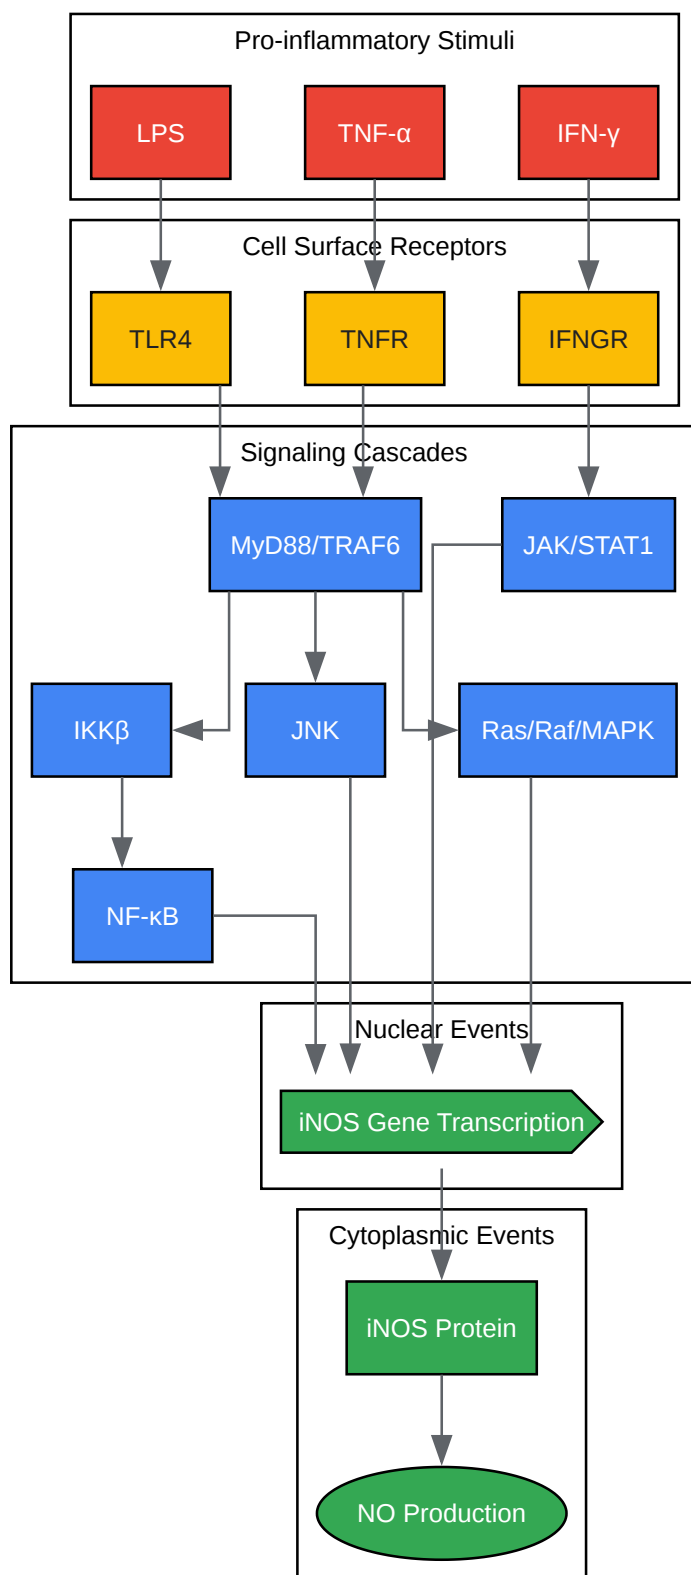 Pro-inflammatory Stimuli
LPS
TNF-α
IFN-γ
Cell Surface Receptors
TLR4
TNFR
IFNGR
Signaling Cascades
MyD88/TRAF6
JAK/STAT1
IKKβ
JNK
Ras/Raf/MAPK
NF-κB
Nuclear Events
iNOS Gene Transcription
Cytoplasmic Events
iNOS Protein
NO Production